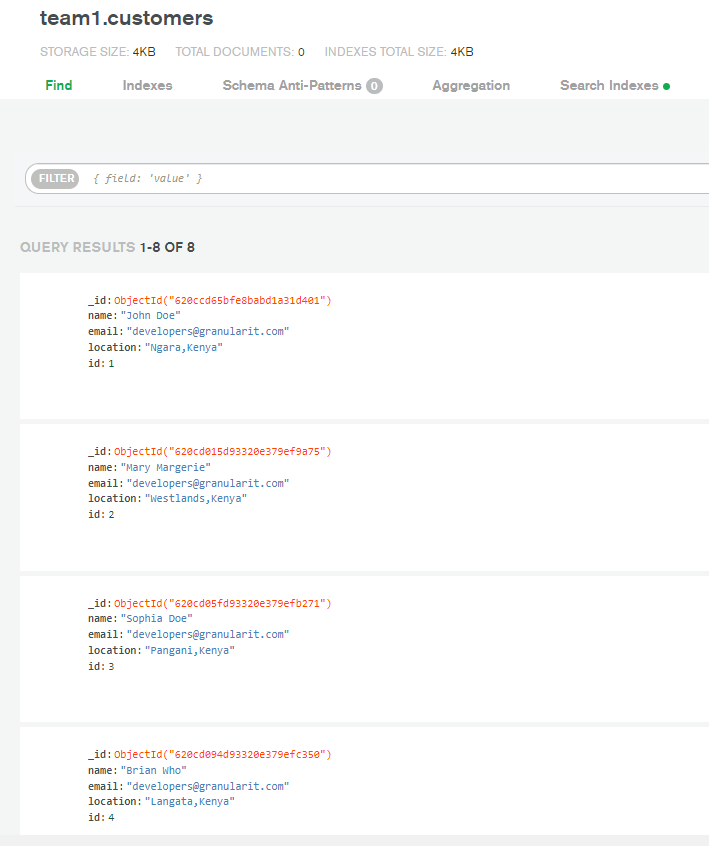 team1.customers
STORAGE SIZE: 4KB TOTAL DOCUMENTS: 0 INDEXES TOTAL SIZE: 4KB
Find Indexes Schema Anti-Patterns 0 Aggregation Search Indexes
FILTER { field: 'value' }
QUERY RESULTS 1-8 OF 8
_id: ObjectId("620ccd65bfe8babd1a31d401")
name: "John Doe"
email: "developers@granularit.com"
location: "Ngara,Kenya"
id: 1
_id: ObjectId("620cd015d93320e379ef9a75")
name: "Mary Margerie"
email: "developers@granularit.com"
location: "Westlands,Kenya"
id: 2
_id: ObjectId("620cd05fd93320e379efb271")
name: "Sophia Doe"
email: "developers@granularit.com"
location: "Pangani,Kenya"
id: 3
_id: ObjectId("620cd094d93320e379efc350")
name: "Brian Who"
email: "developers@granularit.com"
location: "Langata,Kenya"
id: 4